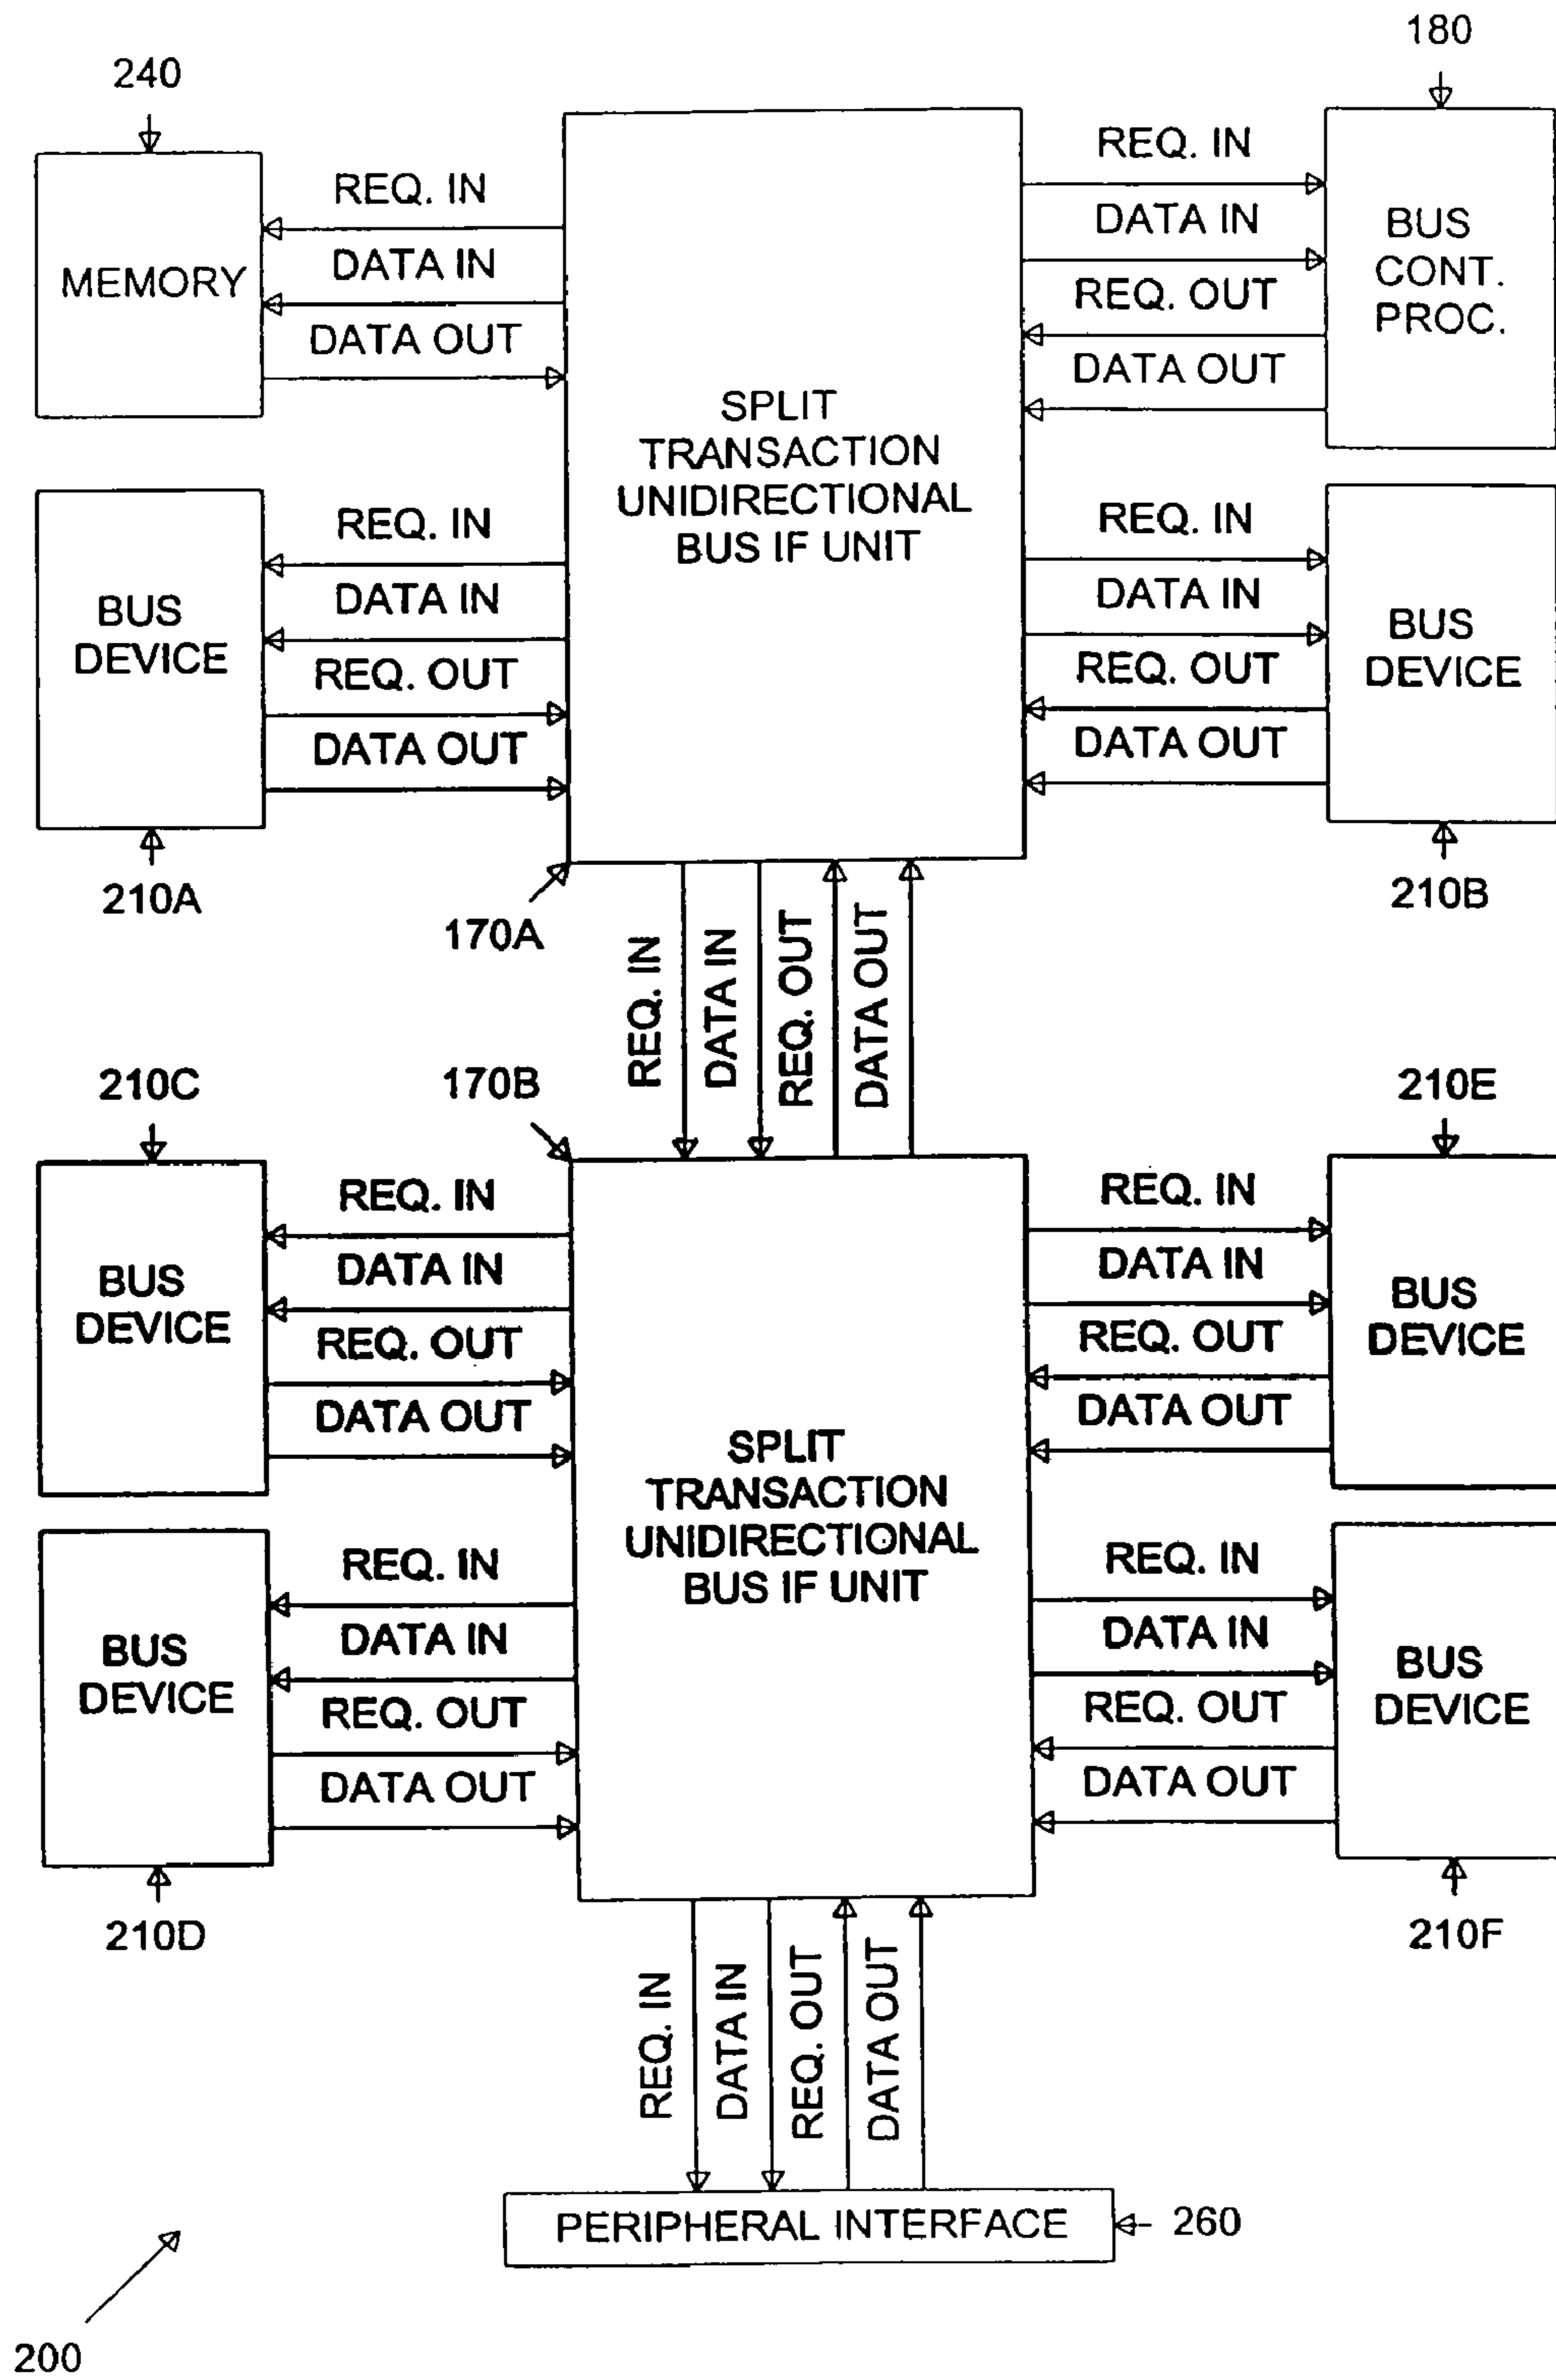 180
240
REQ. IN
DATA IN
DATA OUT
MEMORY
SPLIT
TRANSACTION
UNIDIRECTIONAL
BUS IF UNIT
REQ. IN
DATA IN
REQ. OUT
DATA OUT
BUS
CONT.
PROC.
BUS
DEVICE
REQ. IN
DATA IN
REQ. OUT
DATA OUT
REQ. IN
DATA IN
REQ. OUT
DATA OUT
BUS
DEVICE
210A
170A
210B
REQ. IN
DATA IN
REQ. OUT
DATA OUT
210C
170B
210E
BUS
DEVICE
REQ. IN
DATA IN
REQ. OUT
DATA OUT
SPLIT
TRANSACTION
UNIDIRECTIONAL
BUS IF UNIT
REQ. IN
DATA IN
REQ. OUT
DATA OUT
BUS
DEVICE
BUS
DEVICE
REQ. IN
DATA IN
REQ. OUT
DATA OUT
REQ. IN
DATA IN
REQ. OUT
DATA OUT
BUS
DEVICE
210D
210F
REQ. IN
DATA IN
REQ. OUT
DATA OUT
PERIPHERAL INTERFACE
260
200